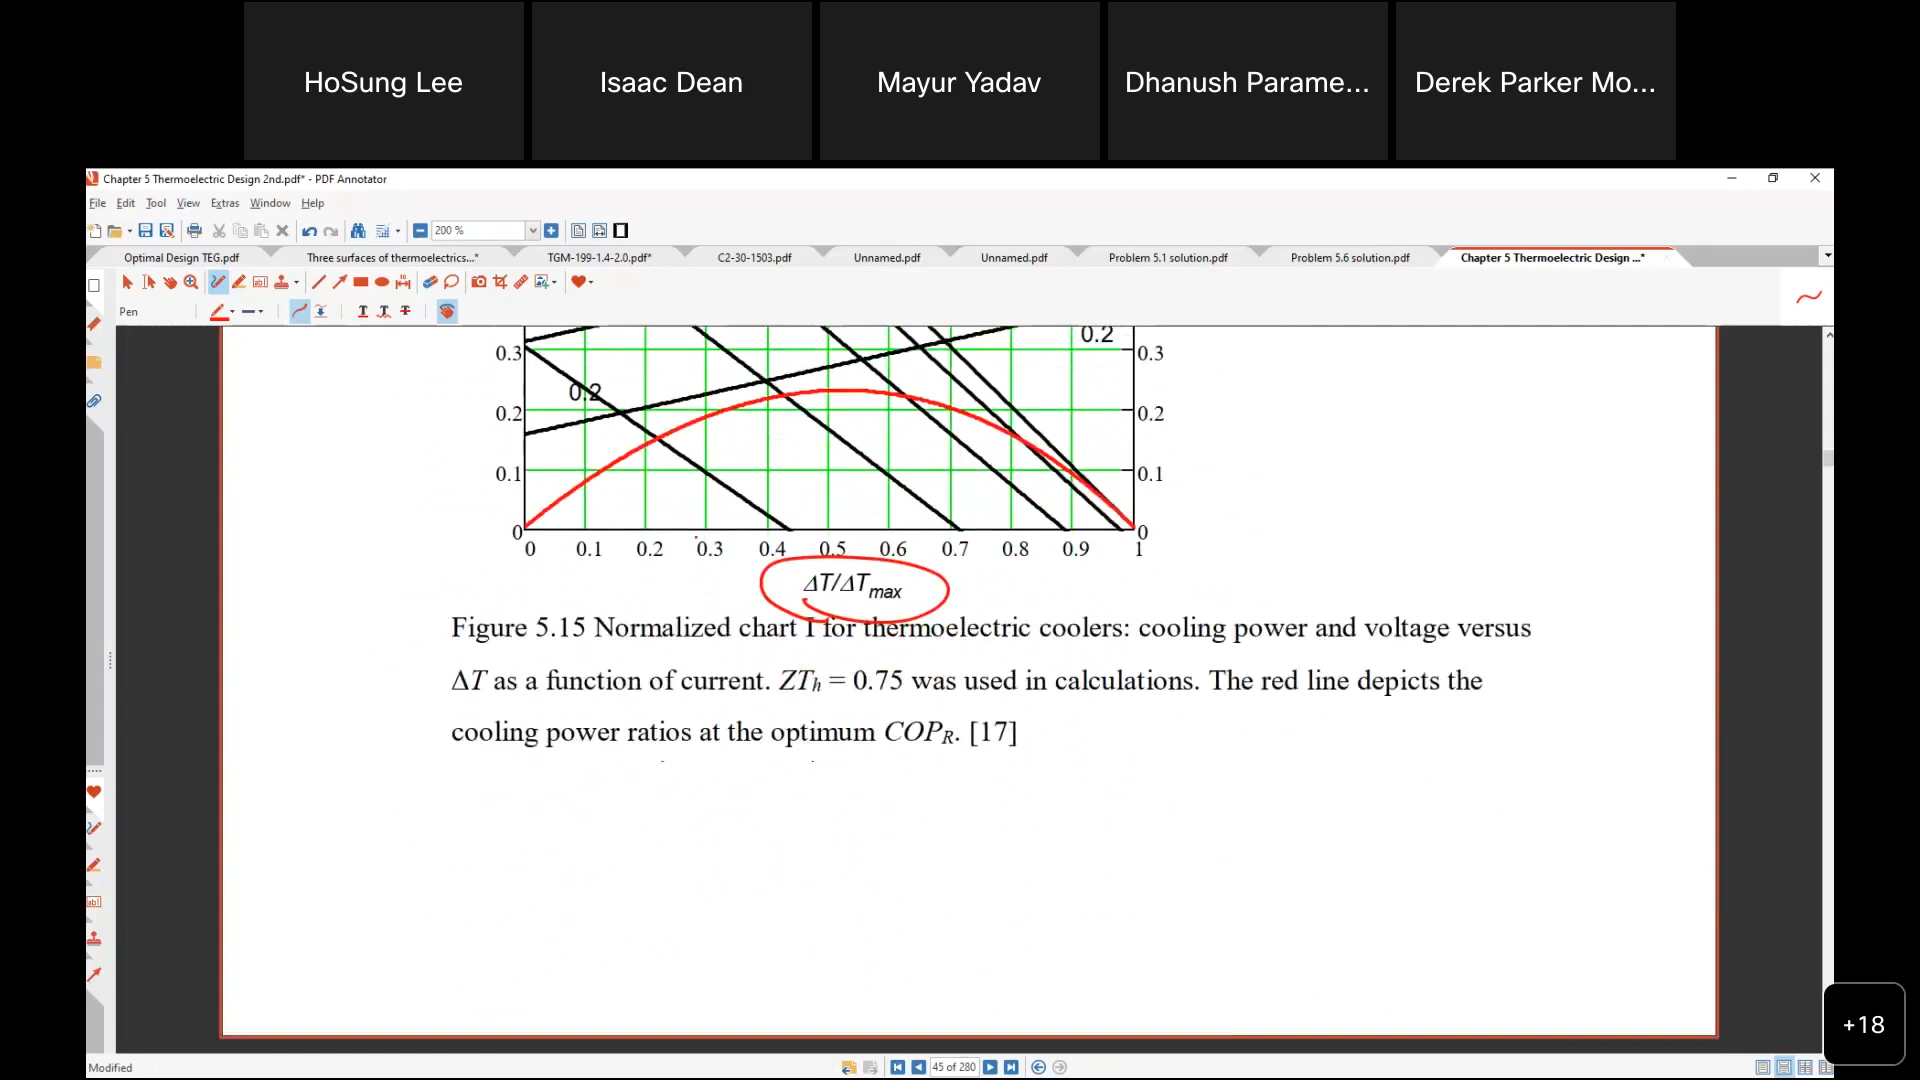 HoSung Lee
Isaac Dean
Mayur Yadav
Dhanush Parame...
Derek Parker Mo...
Chapter 5 Thermoelectric Design 2nd.pdf* - PDF Annotator
File Edit Tool View Extras Window Help
200 %
Optimal Design TEG.pdf
Three surfaces of thermoelectrics...*
TGM-199-1.4-2.0.pdf*
C2-30-1503.pdf
Unnamed.pdf
Unnamed.pdf
Problem 5.1 solution.pdf
Problem 5.6 solution.pdf
Chapter 5 Thermoelectric Design ...*
Pen
0.2
0.3 0.3
0.2
0.2 0.2
0.1 0.1
0 0
0 0.1 0.2 0.3 0.4 0.5 0.6 0.7 0.8 0.9 1
ΔT/ΔTmax
Figure 5.15 Normalized chart I for thermoelectric coolers: cooling power and voltage versus
ΔT as a function of current. ZTh = 0.75 was used in calculations. The red line depicts the
cooling power ratios at the optimum COPR. [17]
+18
Modified
45 of 280